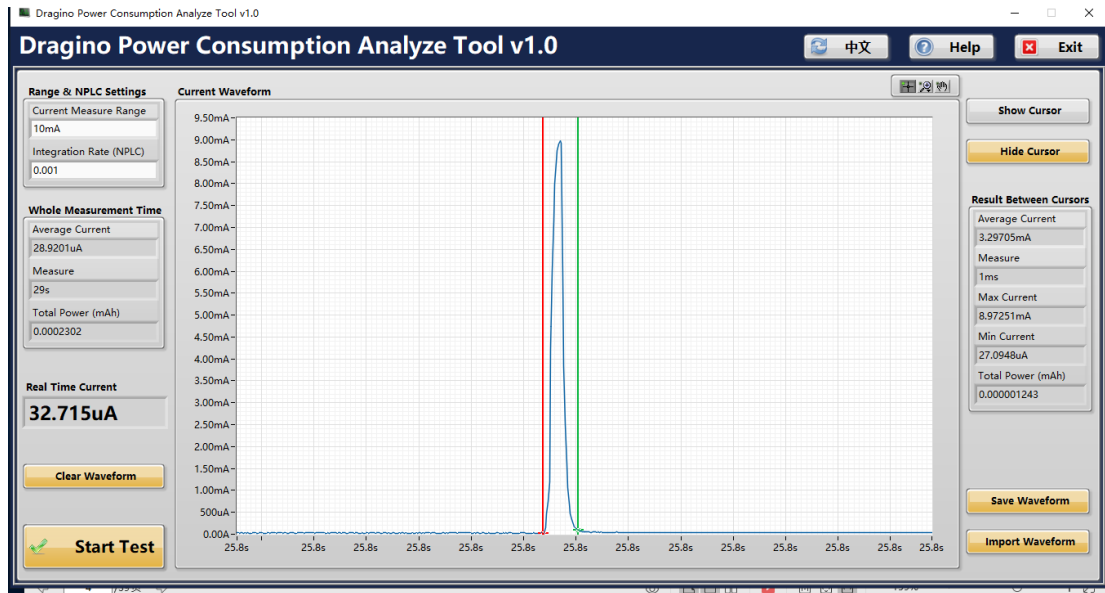 Dragino Power Consumption Analyze Tool v1.0
Dragino Power Consumption Analyze Tool v1.0
中文
Help
Exit
Range & NPLC Settings
Current Measure Range
10mA
Integration Rate (NPLC)
0.001
Whole Measurement Time
Average Current
28.9201uA
Measure
29s
Total Power (mAh)
0.0002302
Real Time Current
32.715uA
Clear Waveform
Start Test
Current Waveform
9.50mA
9.00mA
8.50mA
8.00mA
7.50mA
7.00mA
6.50mA
6.00mA
5.50mA
5.00mA
4.50mA
4.00mA
3.50mA
3.00mA
2.50mA
2.00mA
1.50mA
1.00mA
500uA
0.00A
25.8s 25.8s 25.8s 25.8s 25.8s 25.8s 25.8s 25.8s 25.8s 25.8s 25.8s 25.8s 25.8s 25.8s
Show Cursor
Hide Cursor
Result Between Cursors
Average Current
3.29705mA
Measure
1ms
Max Current
8.97251mA
Min Current
27.0948uA
Total Power (mAh)
0.000001243
Save Waveform
Import Waveform